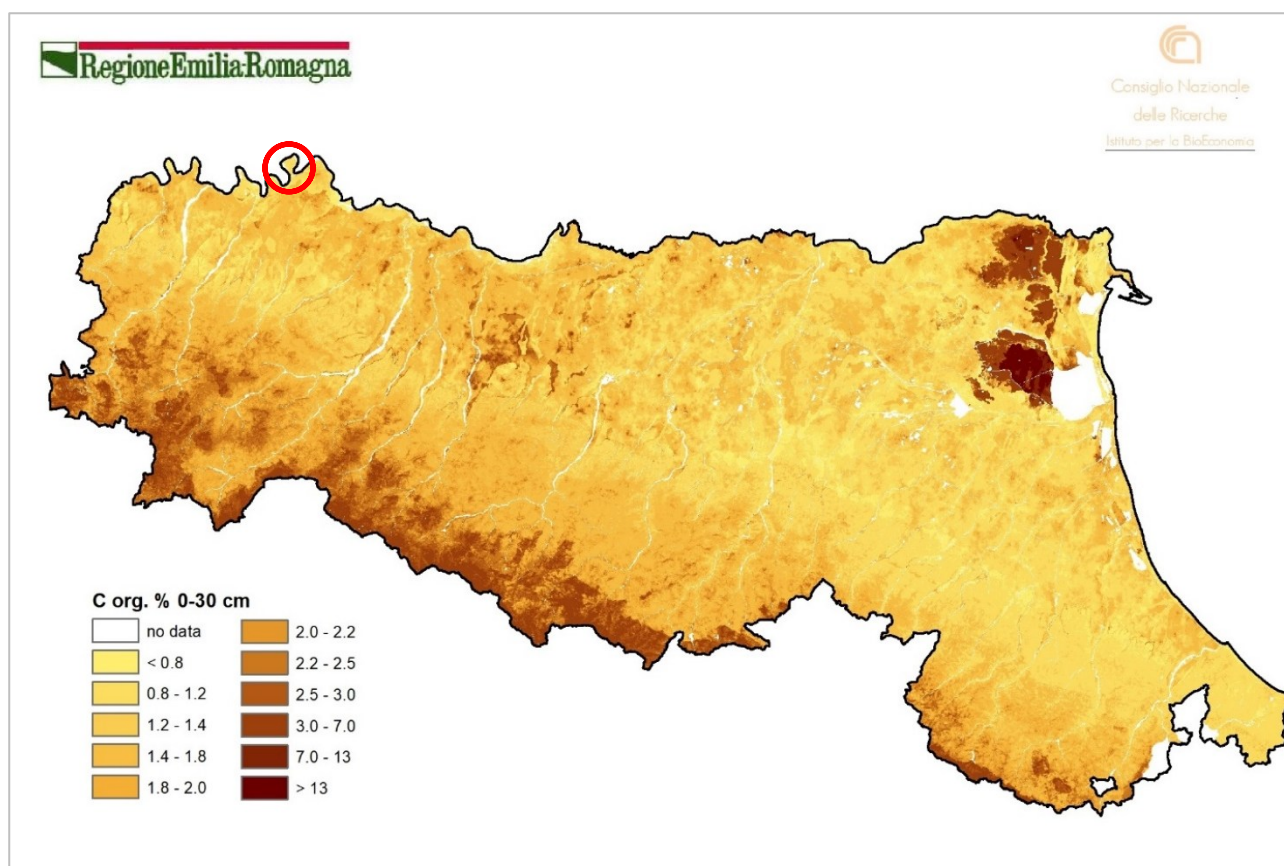 RegioneEmilia-Romagna
Consiglio Nazionale
delle Ricerche
Istituto per la BioEconomia
C org. % 0-30 cm
no data
< 0.8
0.8 - 1.2
1.2 - 1.4
1.4 - 1.8
1.8 - 2.0
2.0 - 2.2
2.2 - 2.5
2.5 - 3.0
3.0 - 7.0
7.0 - 13
> 13